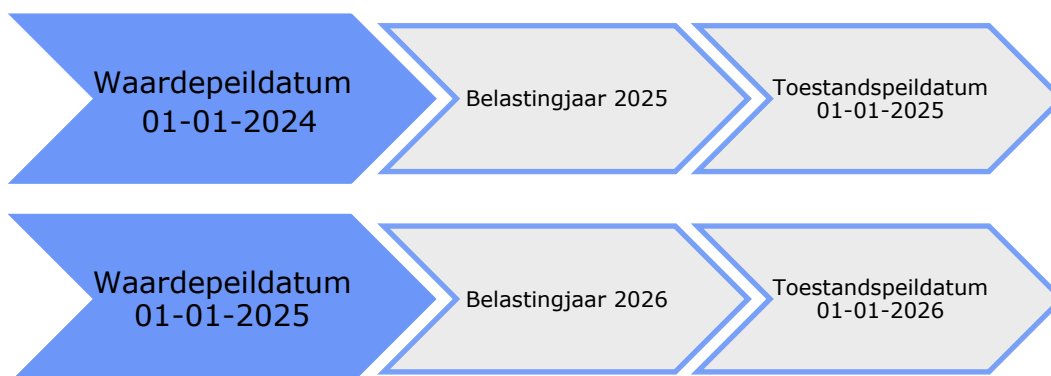 Waardepeildatum
01-01-2024
Belastingjaar 2025
Toestandspeildatum
01-01-2025
Waardepeildatum
01-01-2025
Belastingjaar 2026
Toestandspeildatum
01-01-2026